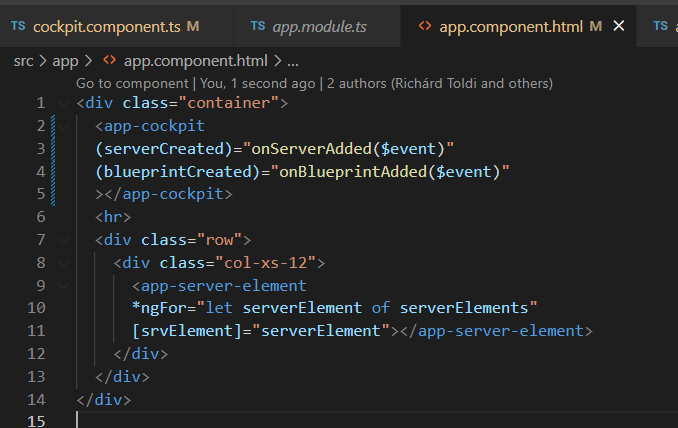 TS cockpit.component.ts M TS app.module.ts <> app.component.html M × TS
src > app > <> app.component.html > ...
Go to component | You, 1 second ago | 2 authors (Richárd Toldi and others)
1 <div class="container">
2 <app-cockpit
3 (serverCreated)="onServerAdded($event)"
4 (blueprintCreated)="onBlueprintAdded($event)"
5 ></app-cockpit>
6 <hr>
7 <div class="row">
8 <div class="col-xs-12">
9 <app-server-element
10 *ngFor="let serverElement of serverElements"
11 [srvElement]="serverElement"></app-server-element>
12 </div>
13 </div>
14 </div>
15